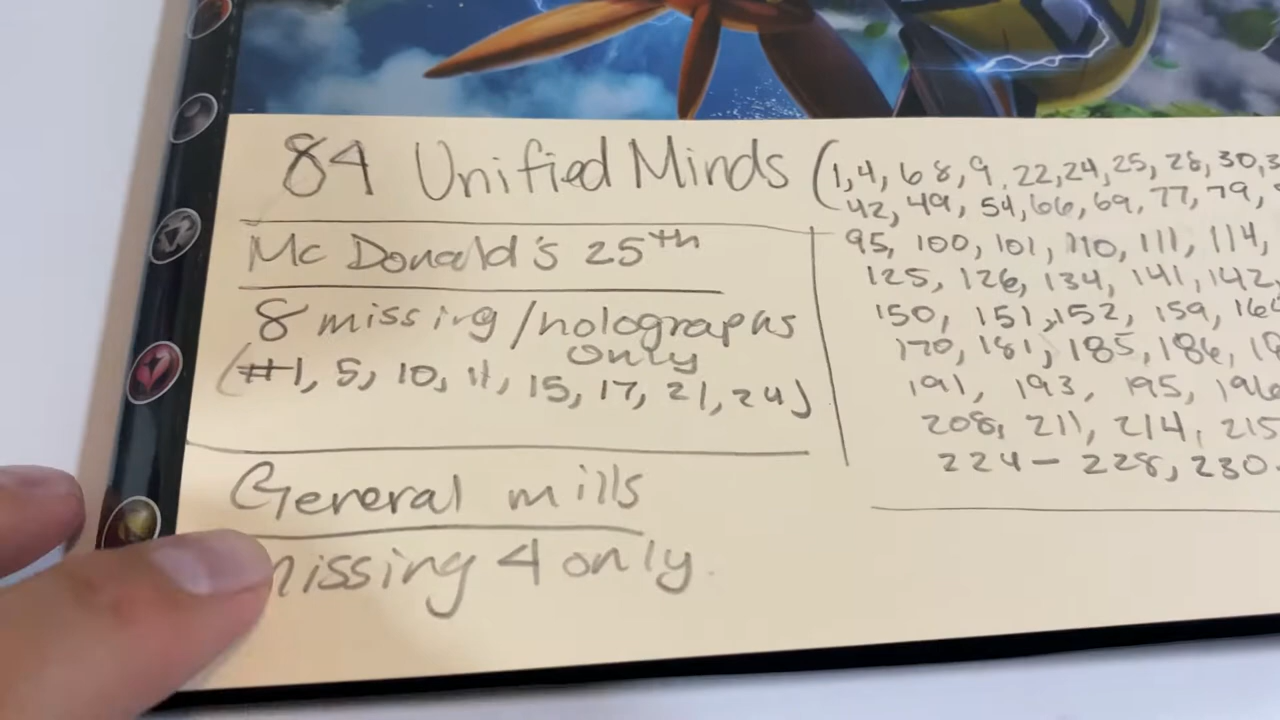 84 Unified Minds (1,4, 6 8, 9, 22,24,25, 28, 30,
42, 49, 54,66, 69, 77, 79,
95, 100, 101, 110, 111, 114,
125, 126, 134, 141, 142,
150, 151,152, 159,
170, 181, 185, 186,
191, 193, 195, 196
208, 211, 214, 215
224 - 228, 230
Mc Donald's 25th
8 missing/holographs
only
(#1, 5, 10, 11, 15, 17, 21, 24)
General mills
missing 4 only.